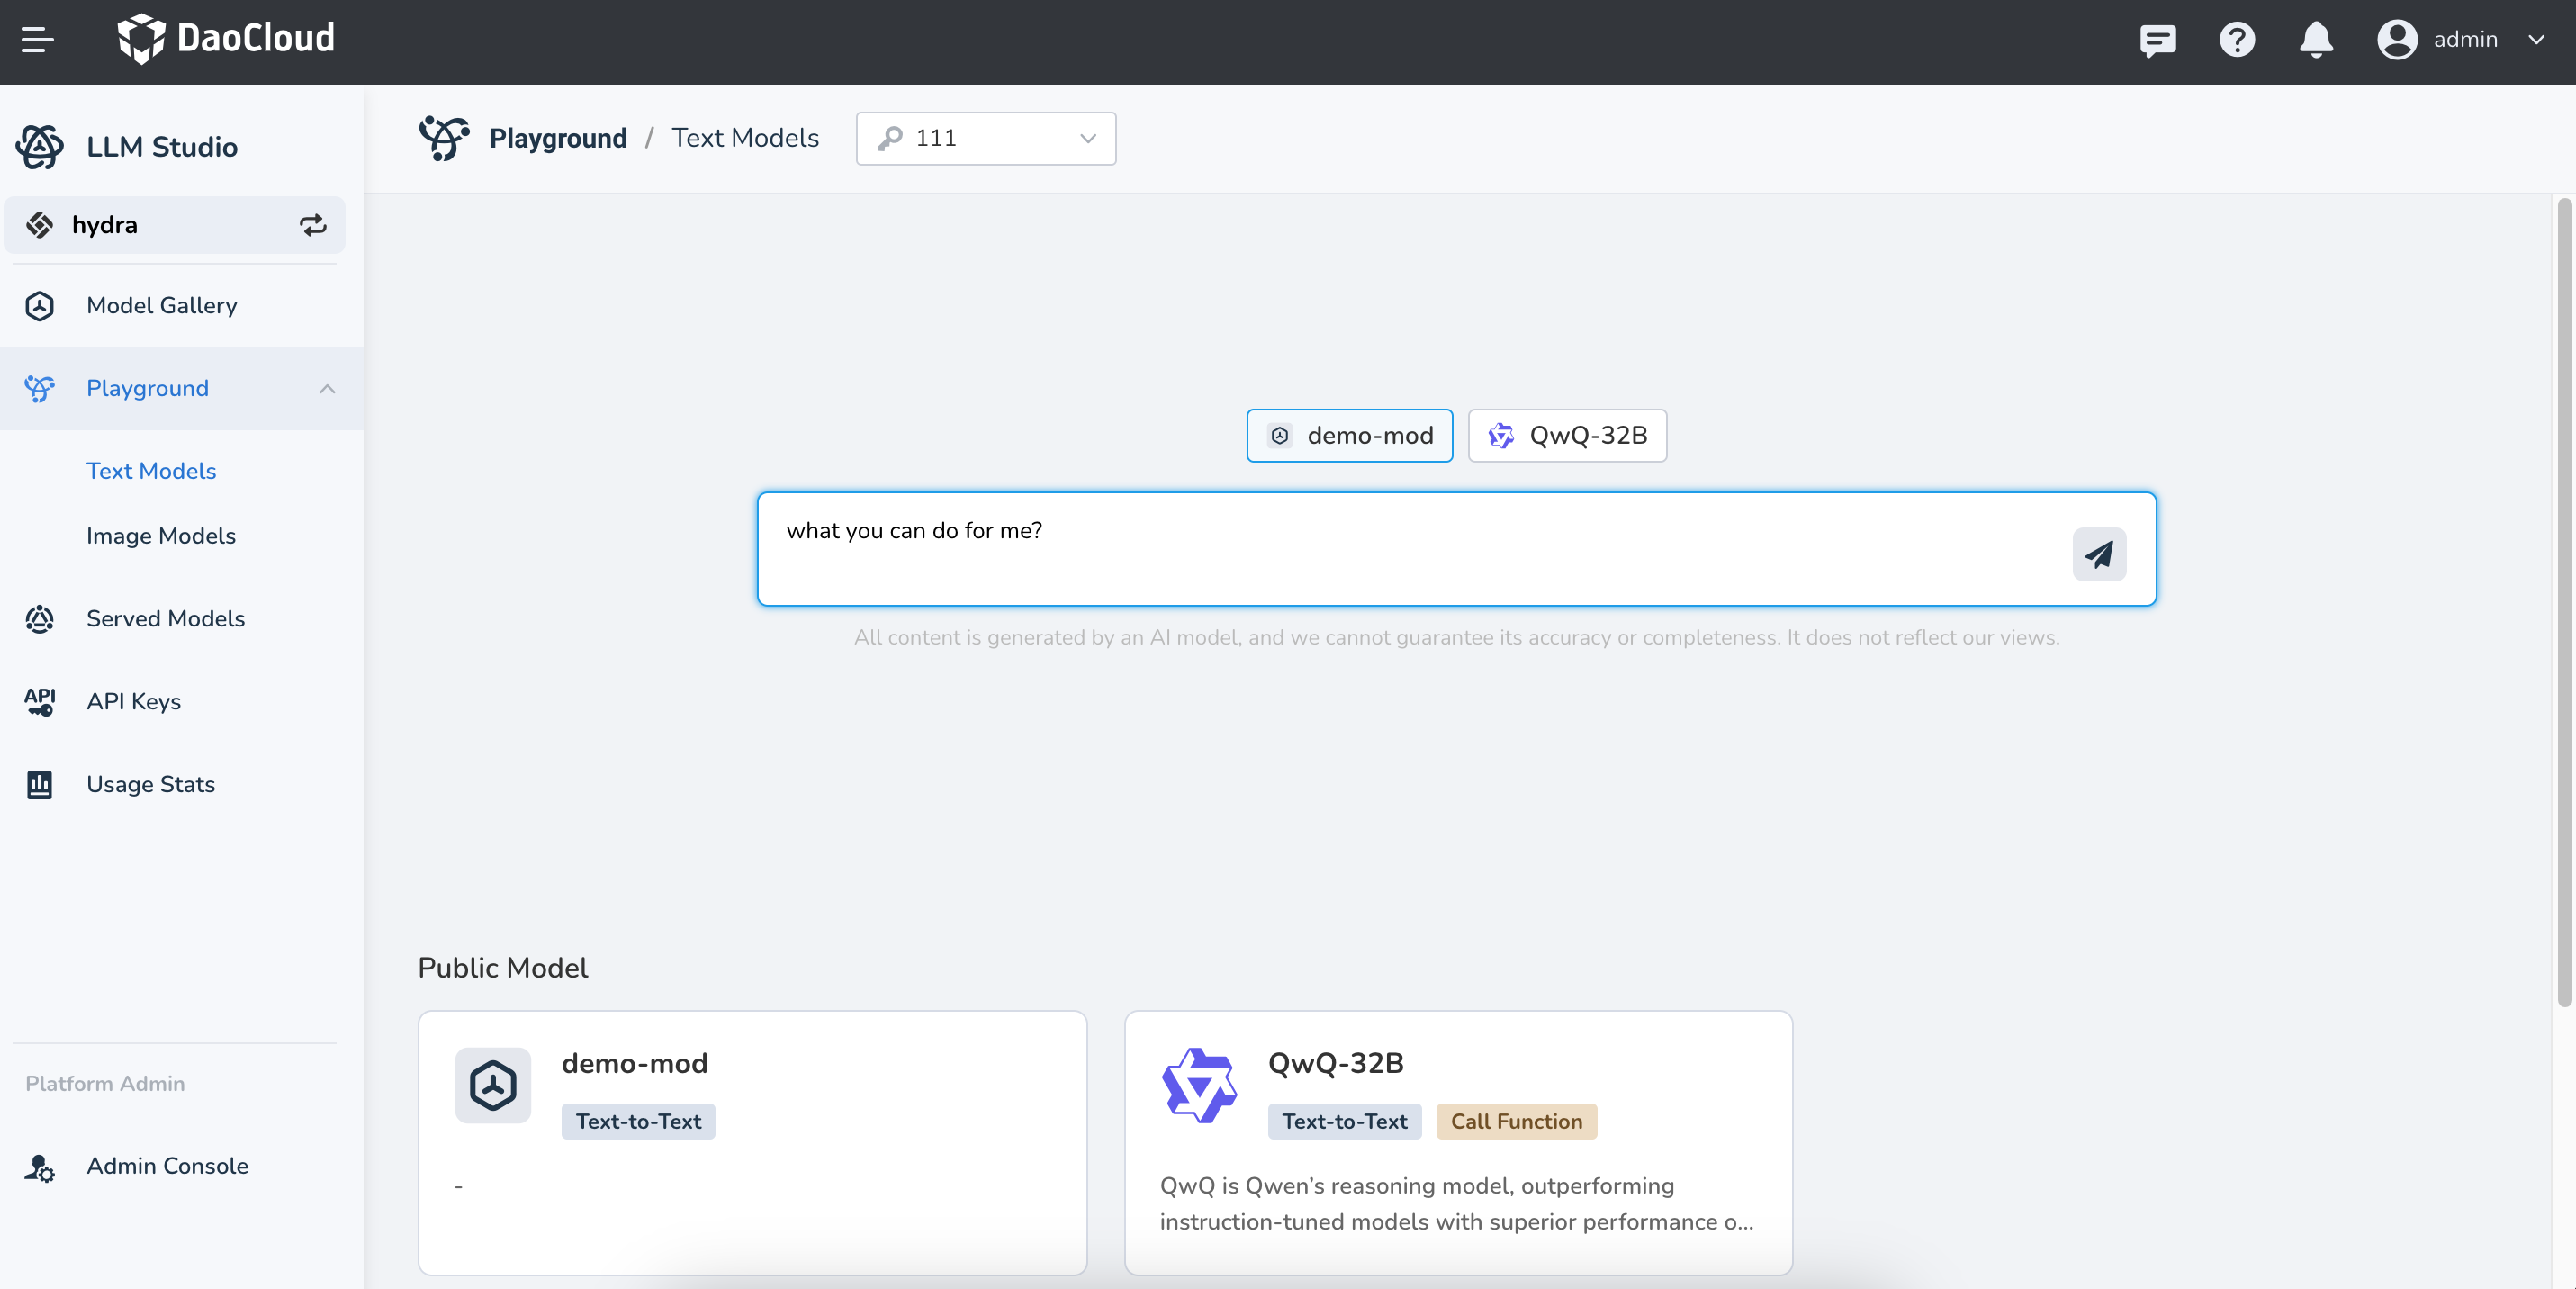 DaoCloud
admin
LLM Studio
hydra
Model Gallery
Playground
Text Models
Image Models
Served Models
API
API Keys
Usage Stats
Platform Admin
Admin Console
Playground / Text Models
111
demo-mod
QwQ-32B
what you can do for me?
All content is generated by an AI model, and we cannot guarantee its accuracy or completeness. It does not reflect our views.
Public Model
demo-mod
Text-to-Text
-
QwQ-32B
Text-to-Text
Call Function
QwQ is Qwen’s reasoning model, outperforming
instruction-tuned models with superior performance o...